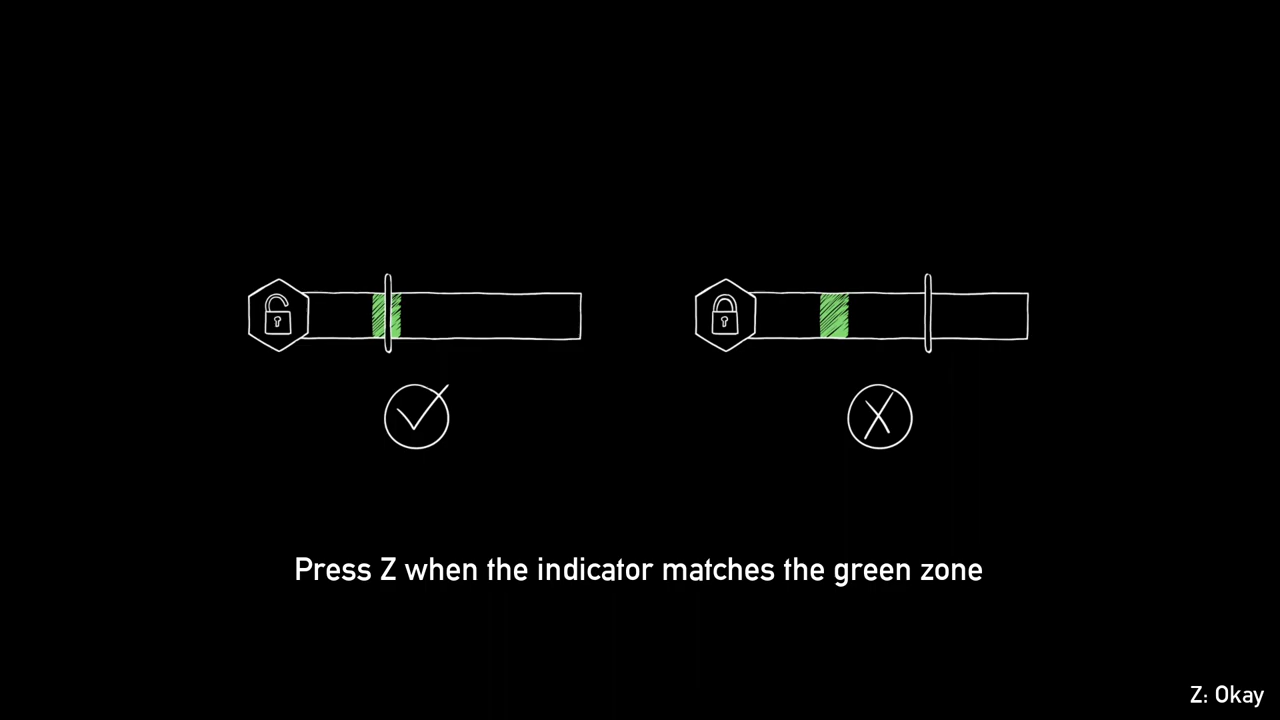 Press Z when the indicator matches the green zone
Z: Okay